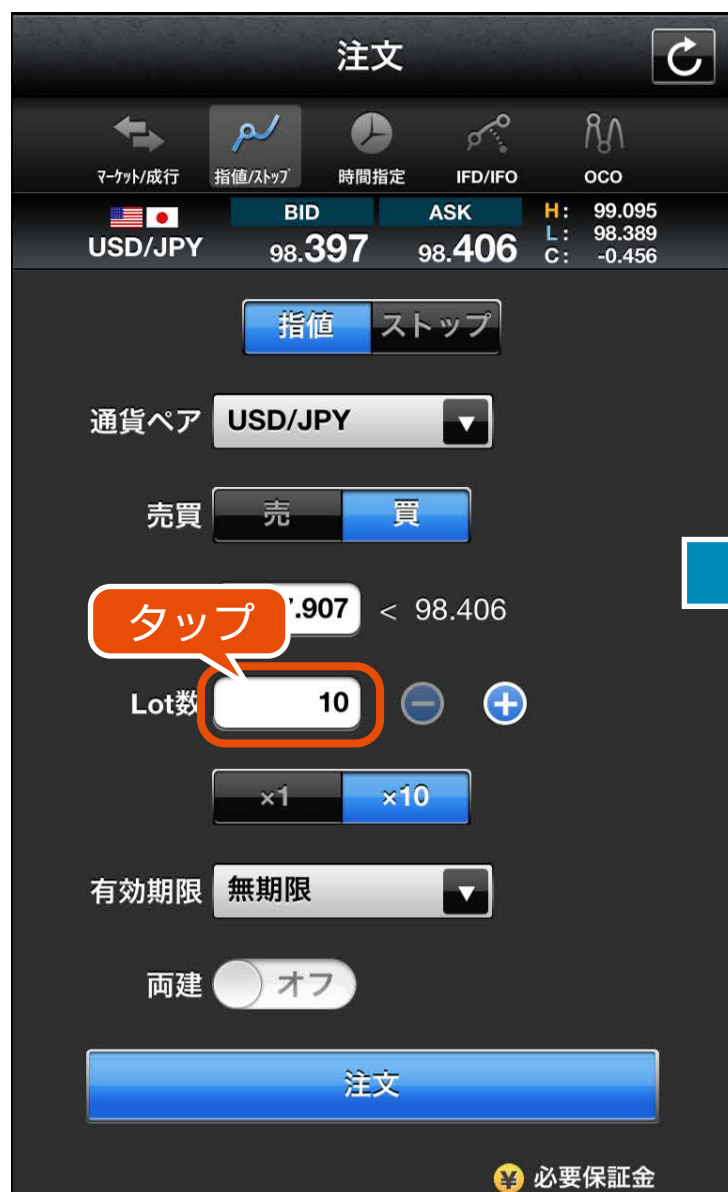 注文
マーケット/成行 指値/ストップ 時間指定 IFD/IFO OCO
USD/JPY BID 98.397 ASK 98.406 H: 99.095
L: 98.389
C: -0.456
指値 ストップ
通貨ペア USD/JPY
売買 売 買
タップ .907 < 98.406
Lot数 10
×1 ×10
有効期限 無期限
両建 オフ
注文
¥ 必要保証金